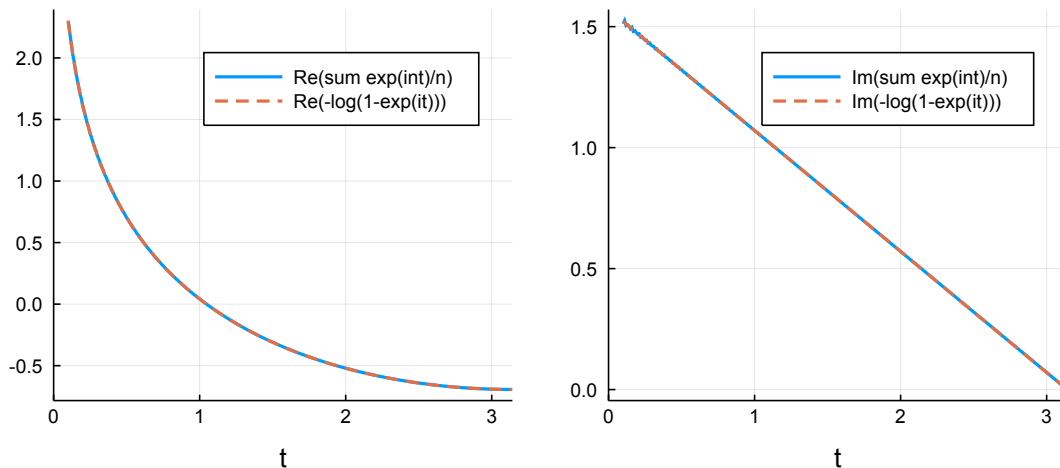 2.0
1.5
1.0
0.5
0.0
-0.5
0 1 2 3
t
Re(sum exp(int)/n)
Re(-log(1-exp(it)))
1.5
1.0
0.5
0.0
0 1 2 3
t
Im(sum exp(int)/n)
Im(-log(1-exp(it)))